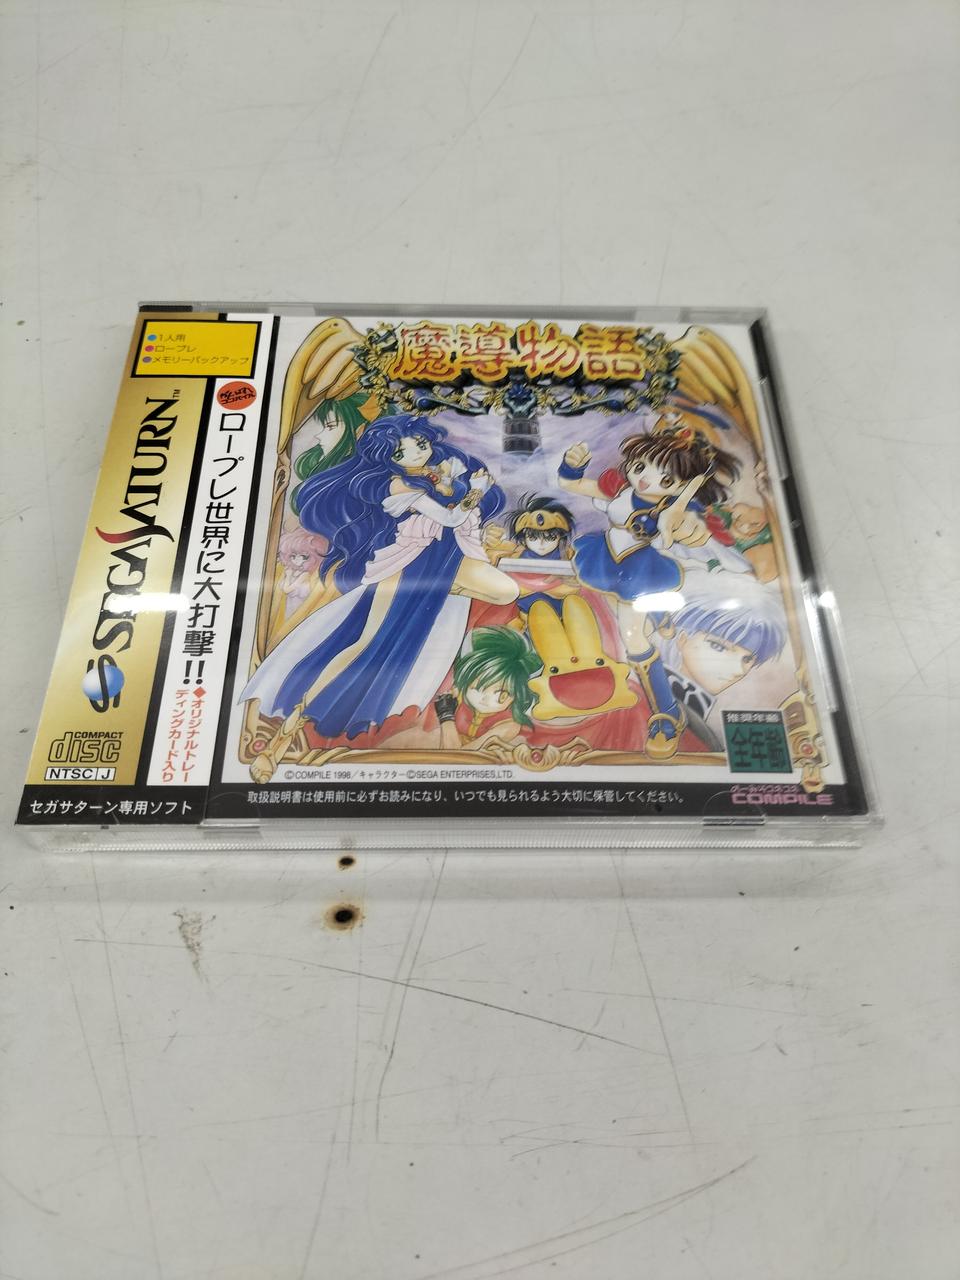 ●1人用
●ロープレ
●メモリーバックアップ
SEGA SATURN™
COMPACT
disc
NTSC J
セガサターン専用ソフト
コンパイル
ロープレ世界に大打撃!!
◆オリジナルトレー
ディングカード入り
魔導物語
推奨年齢
全年齢
©COMPILE 1998/キャラクター©SEGA ENTERPRISES,LTD.
取扱説明書は使用前に必ずお読みになり、いつでも見られるよう大切に保管してください。
COMPILE